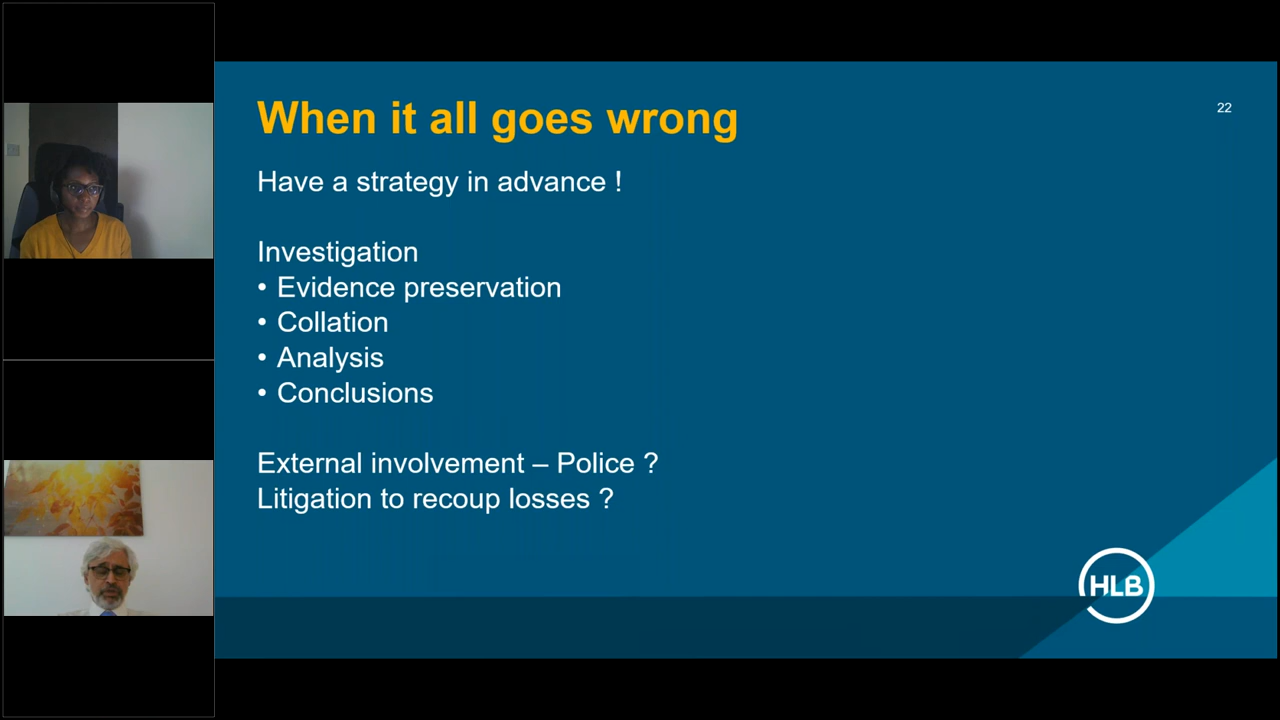 When it all goes wrong
22
Have a strategy in advance !
Investigation
• Evidence preservation
• Collation
• Analysis
• Conclusions
External involvement – Police ?
Litigation to recoup losses ?
HLB